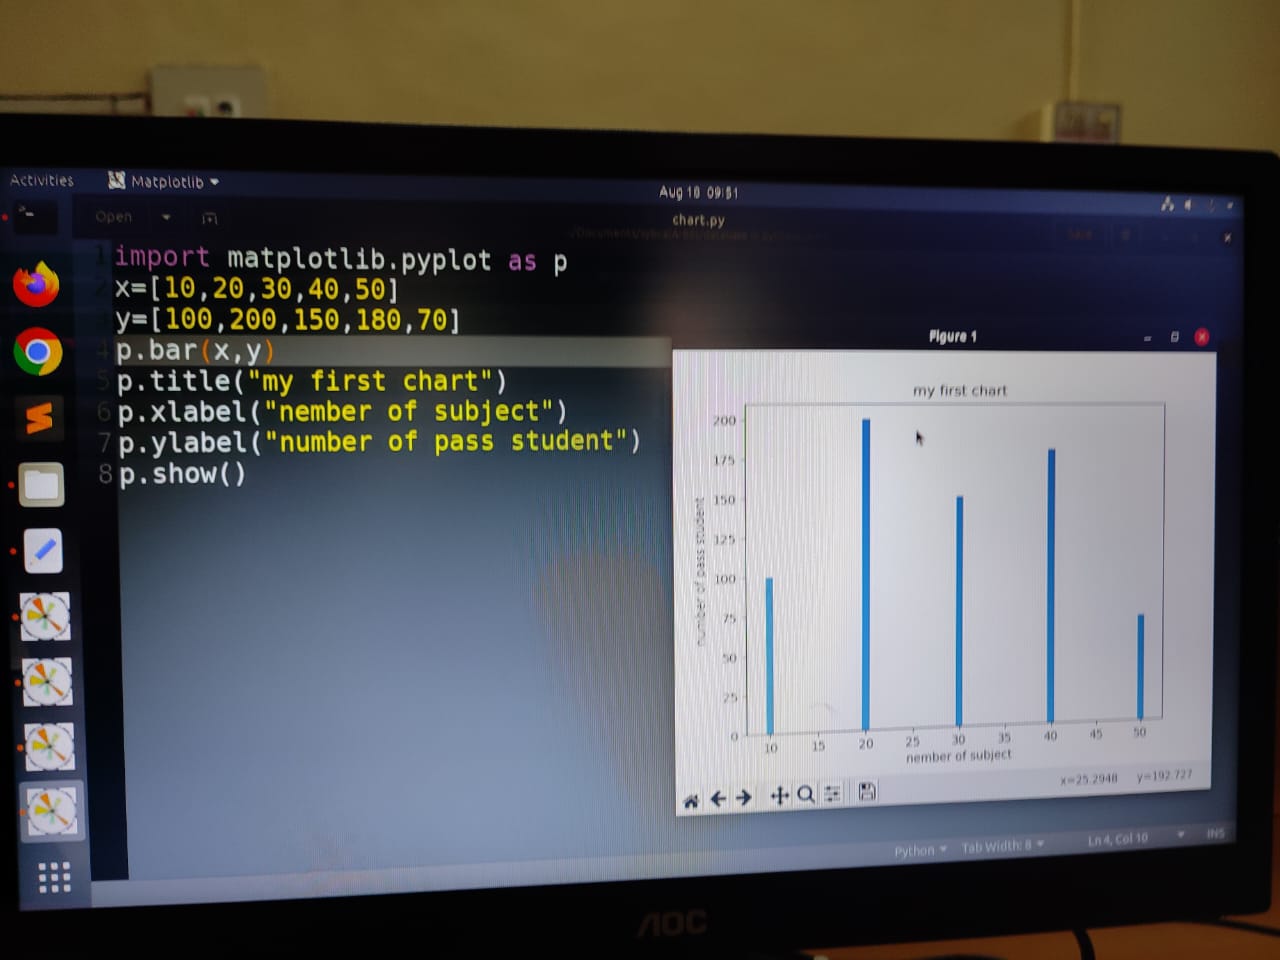 Activities
Matplotlib
Aug 18 09:51
Open
chart.py
Save
1 import matplotlib.pyplot as p
2 x=[10,20,30,40,50]
3 y=[100,200,150,180,70]
4 p.bar(x,y)
5 p.title("my first chart")
6 p.xlabel("nember of subject")
7 p.ylabel("number of pass student")
8 p.show()
Figure 1
my first chart
200
175
150
125
100
75
50
25
0
number of pass student
10 15 20 25 30 35 40 45 50
nember of subject
x=25.2948 y=192.727
Python Tab Width: 8 Ln 4, Col 10 INS
AOC